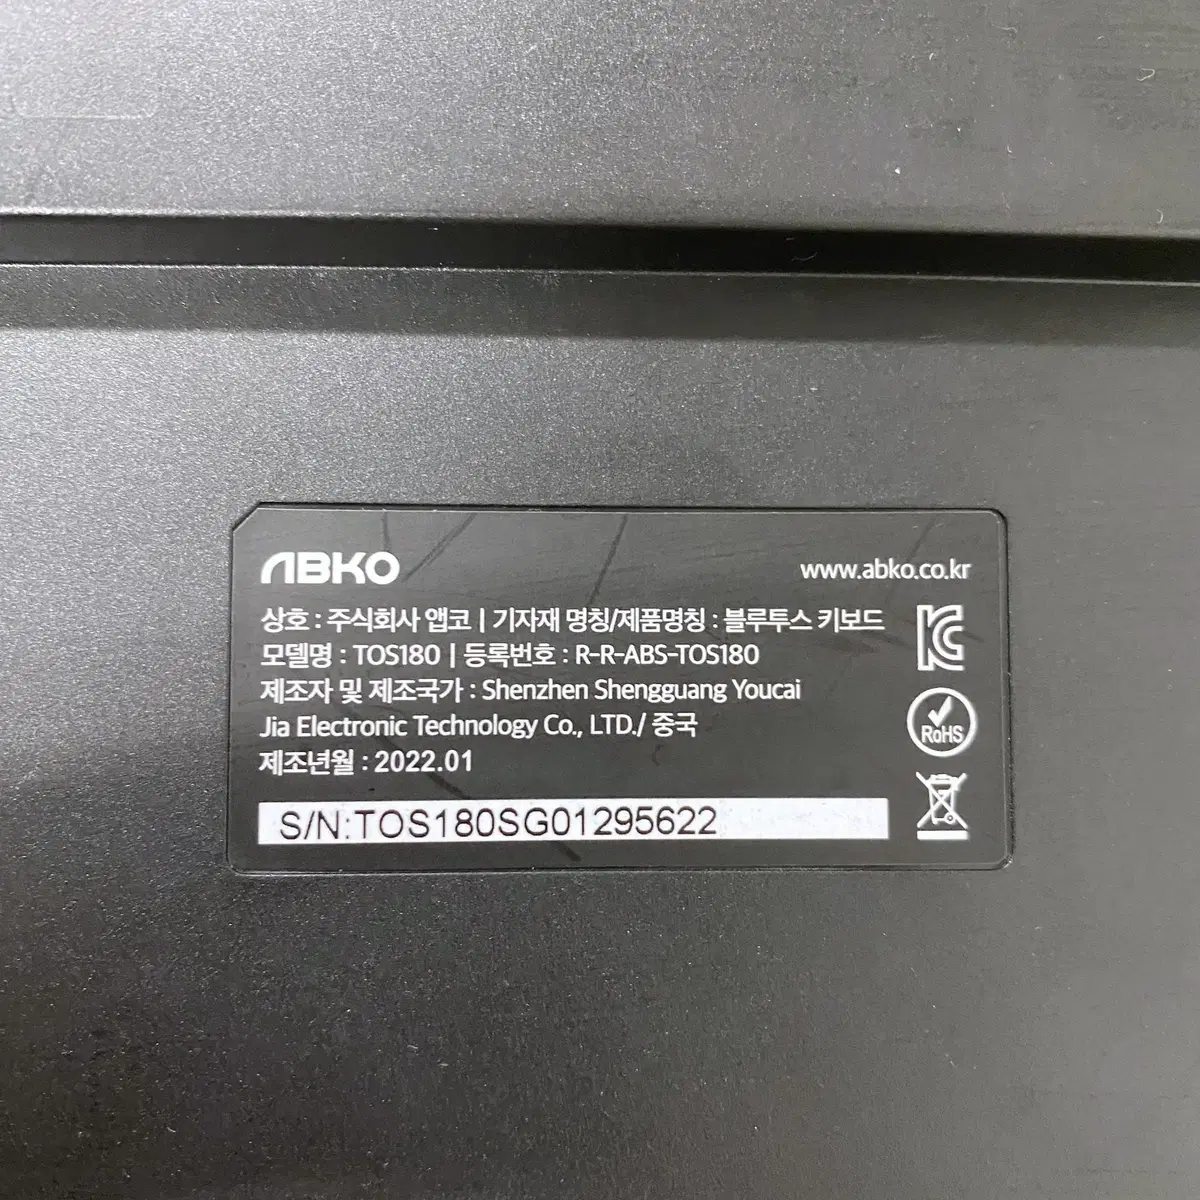 ABKO
www.abko.co.kr
상호 : 주식회사 앱코 | 기자재 명칭/제품명칭 : 블루투스 키보드
모델명 : TOS180 | 등록번호 : R-R-ABS-TOS180
제조자 및 제조국가 : Shenzhen Shengguang Youcai
Jia Electronic Technology Co., LTD./ 중국
제조년월 : 2022.01
RoHS
S/N:TOS180SG01295622